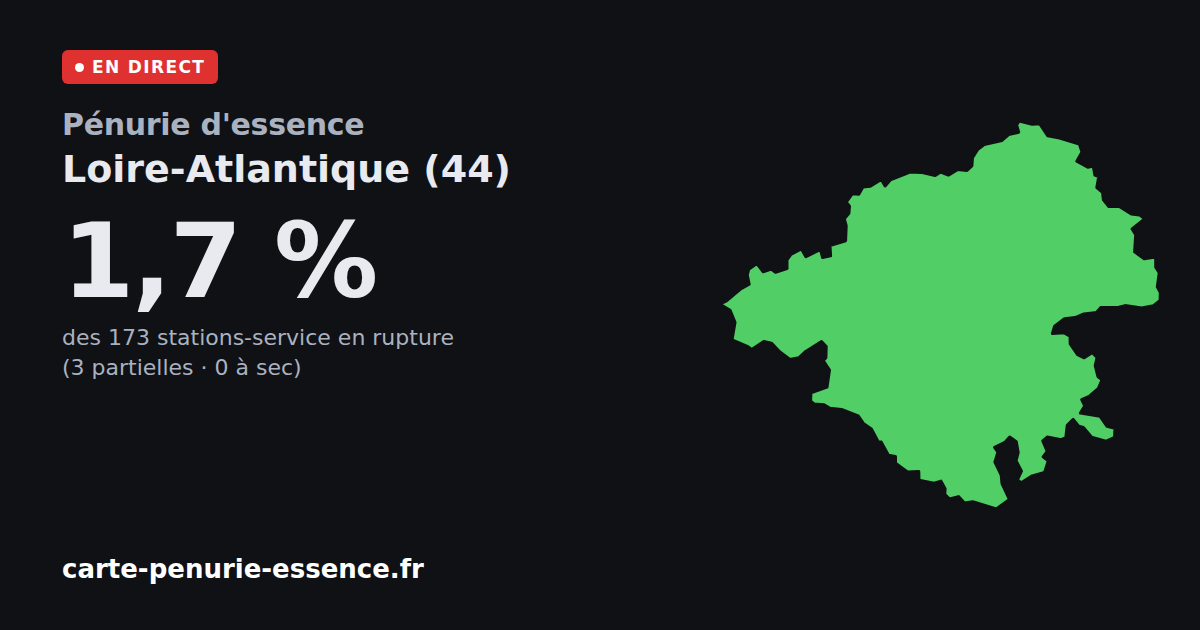 EN DIRECT
Pénurie d'essence
Loire-Atlantique (44)
1,7 %
des 173 stations-service en rupture
(3 partielles · 0 à sec)
carte-penurie-essence.fr